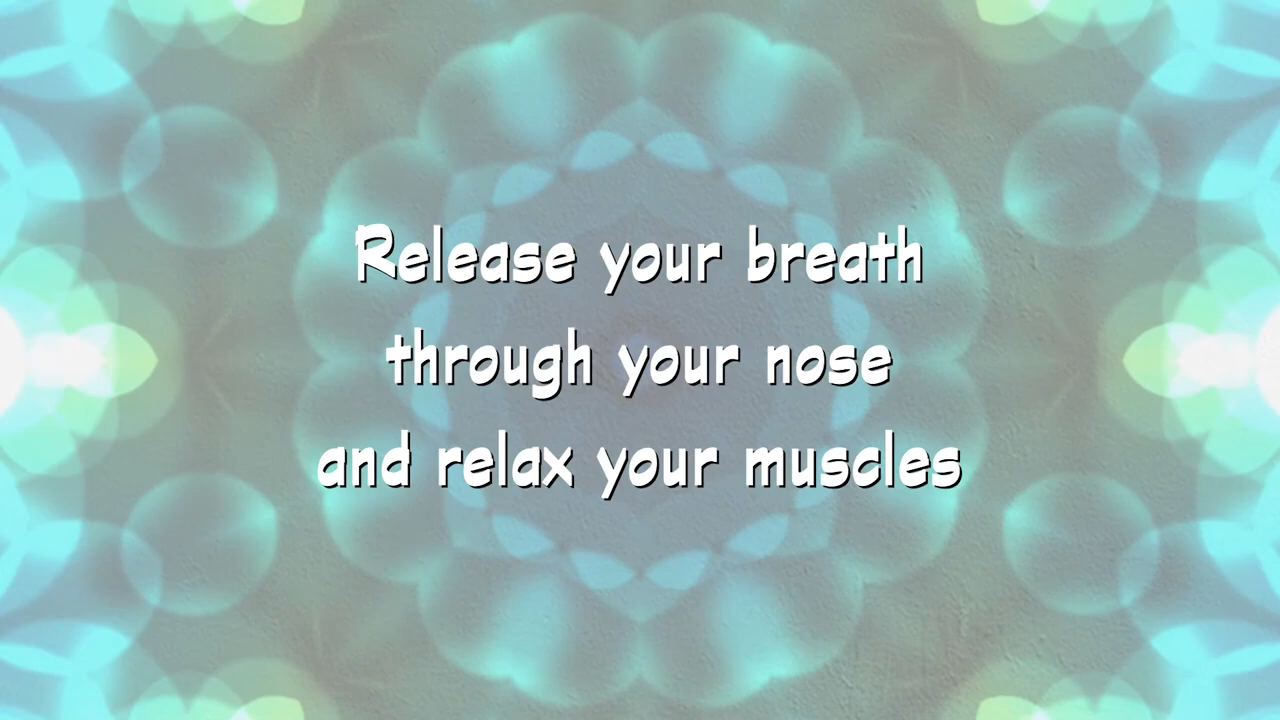 Release your breath
through your nose
and relax your muscles